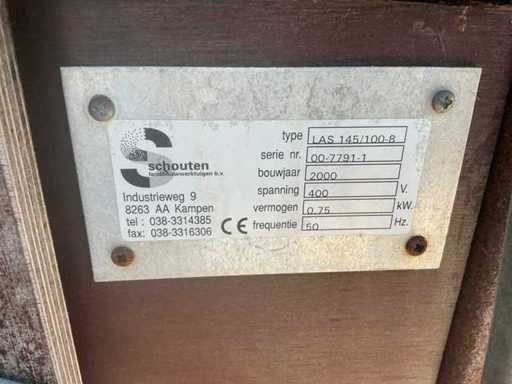 schouten
landbouwwerktuigen b.v.
Industrieweg 9
8263 AA Kampen
tel : 038-3314385
fax: 038-3316306
CE
type LAS 145/100-8
serie nr. 00-7791-1
bouwjaar 2000
spanning 400 V.
vermogen 0,75 kW.
frequentie 50 Hz.